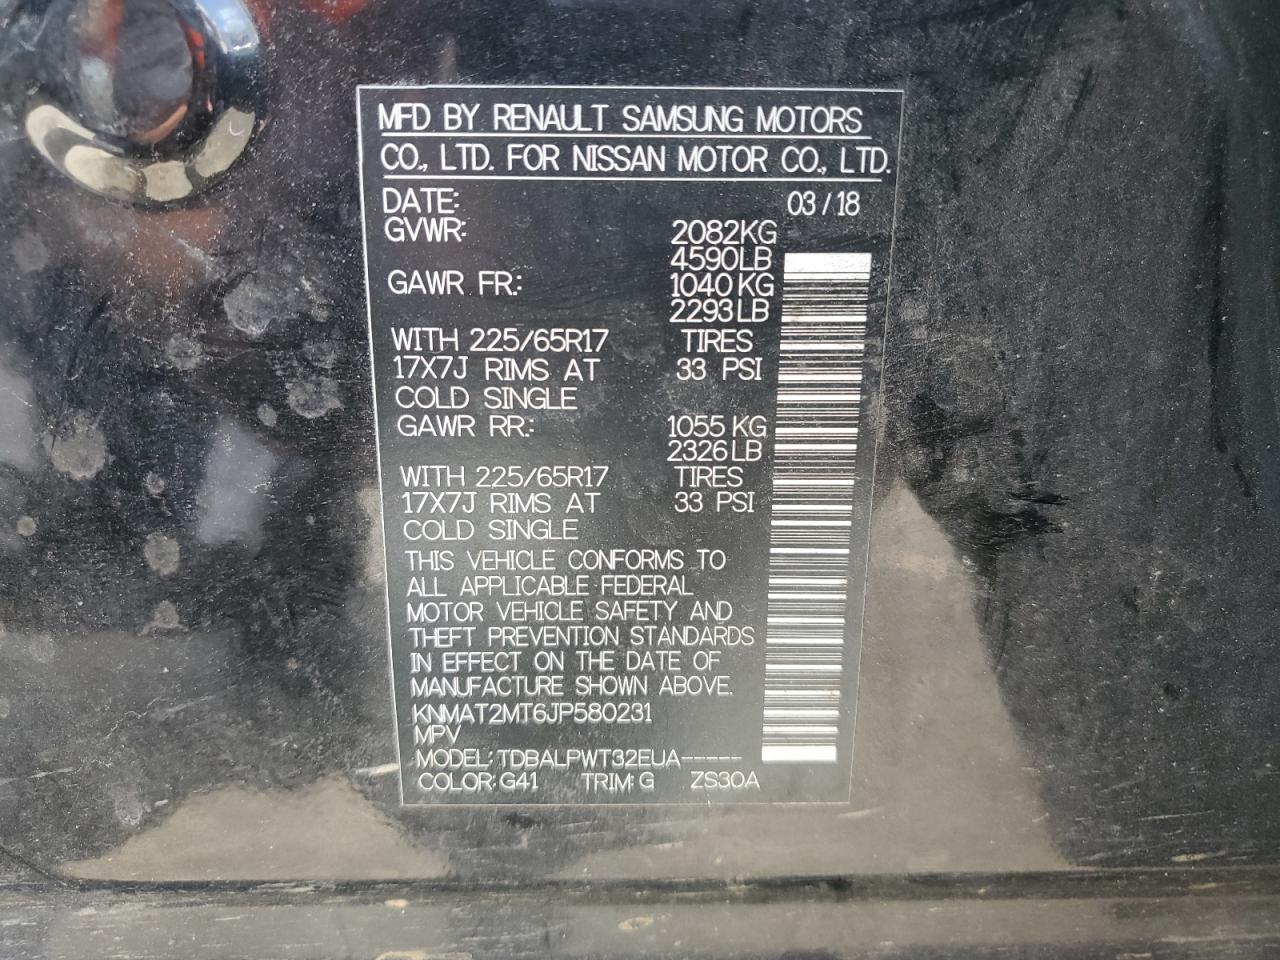 MFD BY RENAULT SAMSUNG MOTORS
CO., LTD. FOR NISSAN MOTOR CO., LTD.
DATE: 03/18
GVWR: 2082KG
4590LB
GAWR FR.: 1040 KG
2293LB
WITH 225/65R17 TIRES
17X7J RIMS AT 33 PSI
COLD SINGLE
GAWR RR.: 1055 KG
2326LB
WITH 225/65R17 TIRES
17X7J RIMS AT 33 PSI
COLD SINGLE
THIS VEHICLE CONFORMS TO
ALL APPLICABLE FEDERAL
MOTOR VEHICLE SAFETY AND
THEFT PREVENTION STANDARDS
IN EFFECT ON THE DATE OF
MANUFACTURE SHOWN ABOVE.
KNMAT2MT6JP580231
MPV
MODEL: TDBALPWT32EUA------
COLOR: G41 TRIM: G ZS30A